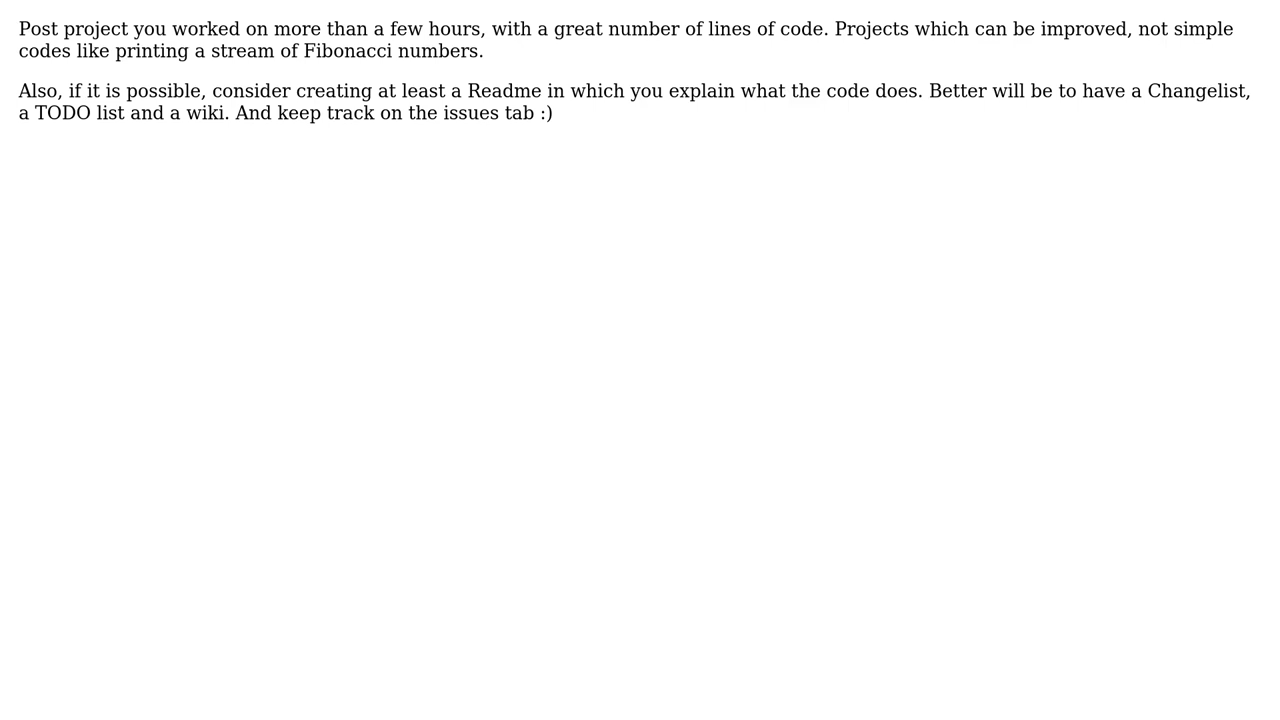 Post project you worked on more than a few hours, with a great number of lines of code. Projects which can be improved, not simple
codes like printing a stream of Fibonacci numbers.
Also, if it is possible, consider creating at least a Readme in which you explain what the code does. Better will be to have a Changelist,
a TODO list and a wiki. And keep track on the issues tab :)